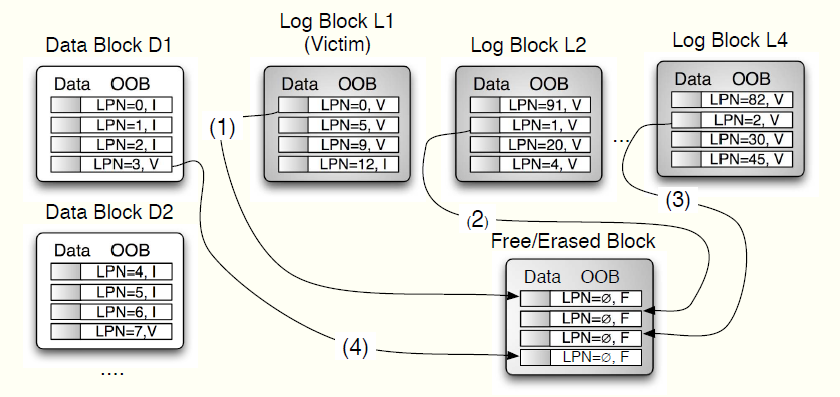 Data Block D1
Data OOB
LPN=0, I
LPN=1, I
LPN=2, I
LPN=3, V
Log Block L1
(Victim)
Data OOB
LPN=0, V
LPN=5, V
LPN=9, V
LPN=12, I
Log Block L2
Data OOB
LPN=91, V
LPN=1, V
LPN=20, V
LPN=4, V
...
Log Block L4
Data OOB
LPN=82, V
LPN=2, V
LPN=30, V
LPN=45, V
(1)
(2)
(3)
(4)
Data Block D2
Data OOB
LPN=4, I
LPN=5, I
LPN=6, I
LPN=7,V
....
Free/Erased Block
Data OOB
LPN=∅, F
LPN=∅, F
LPN=∅, F
LPN=∅, F